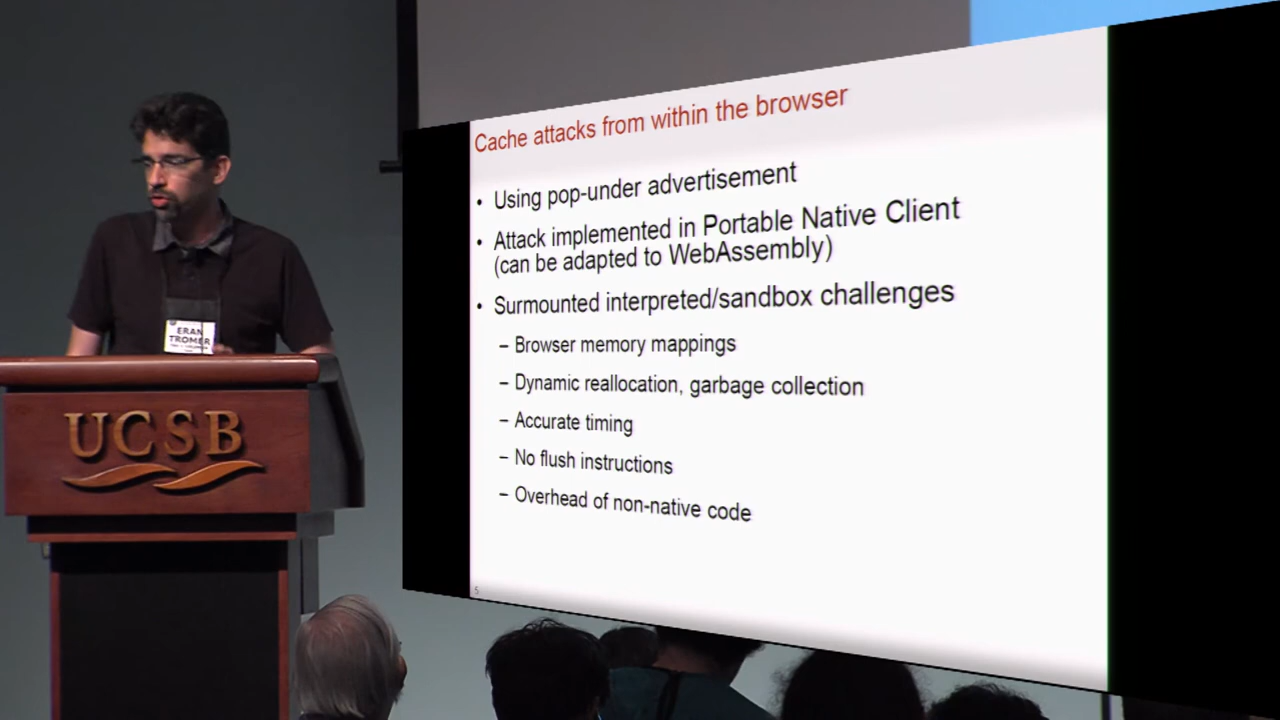 Cache attacks from within the browser
• Using pop-under advertisement
• Attack implemented in Portable Native Client
(can be adapted to WebAssembly)
• Surmounted interpreted/sandbox challenges
– Browser memory mappings
– Dynamic reallocation, garbage collection
– Accurate timing
– No flush instructions
– Overhead of non-native code
5
ERAN
TROMER
UCSB